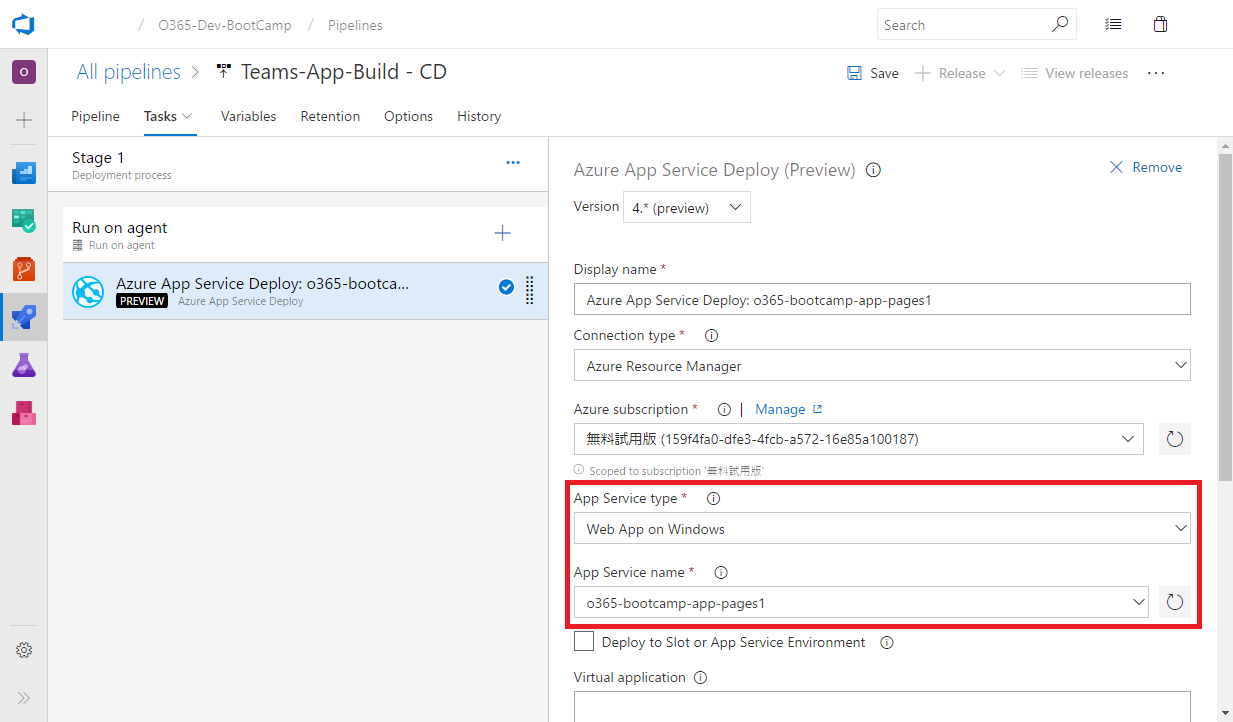 / O365-Dev-BootCamp / Pipelines
Search
O
All pipelines > Teams-App-Build - CD
Save
Release
View releases
Pipeline
Tasks
Variables
Retention
Options
History
Stage 1
Deployment process
Run on agent
Run on agent
Azure App Service Deploy: o365-bootca...
PREVIEW Azure App Service Deploy
Azure App Service Deploy (Preview)
Remove
Version 4.* (preview)
Display name *
Azure App Service Deploy: o365-bootcamp-app-pages1
Connection type *
Azure Resource Manager
Azure subscription * | Manage
無料試用版 (159f4fa0-dfe3-4fcb-a572-16e85a100187)
Scoped to subscription '無料試用版'
App Service type *
Web App on Windows
App Service name *
o365-bootcamp-app-pages1
Deploy to Slot or App Service Environment
Virtual application